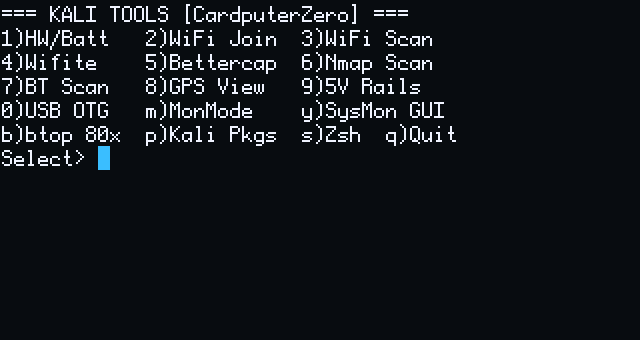 === KALI TOOLS [CardputerZero] ===
1)HW/Batt   2)WiFi Join  3)WiFi Scan
4)Wifite    5)Bettercap  6)Nmap Scan
7)BT Scan   8)GPS View   9)5V Rails
0)USB OTG   m)MonMode    y)SysMon GUI
b)btop 80x  p)Kali Pkgs  s)Zsh  q)Quit
Select>